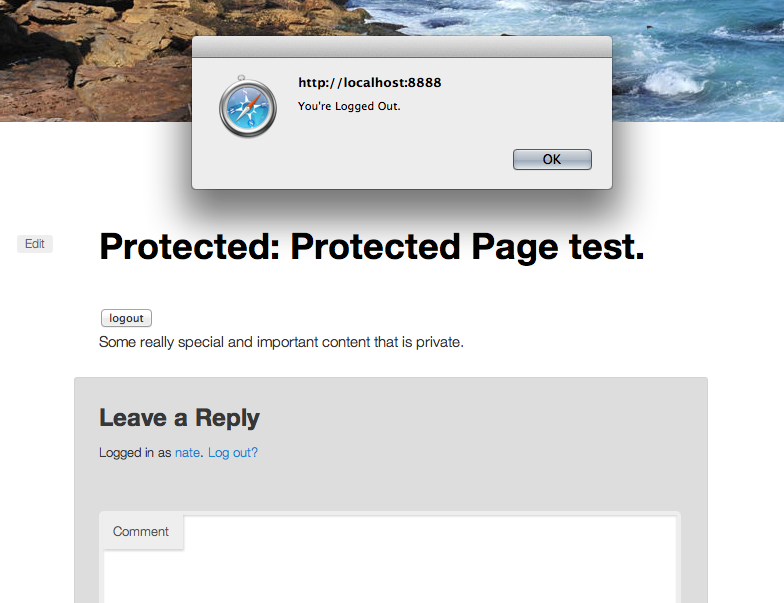 http://localhost:8888
You're Logged Out.
OK
Edit
Protected: Protected Page test.
logout
Some really special and important content that is private.
Leave a Reply
Logged in as nate. Log out?
Comment